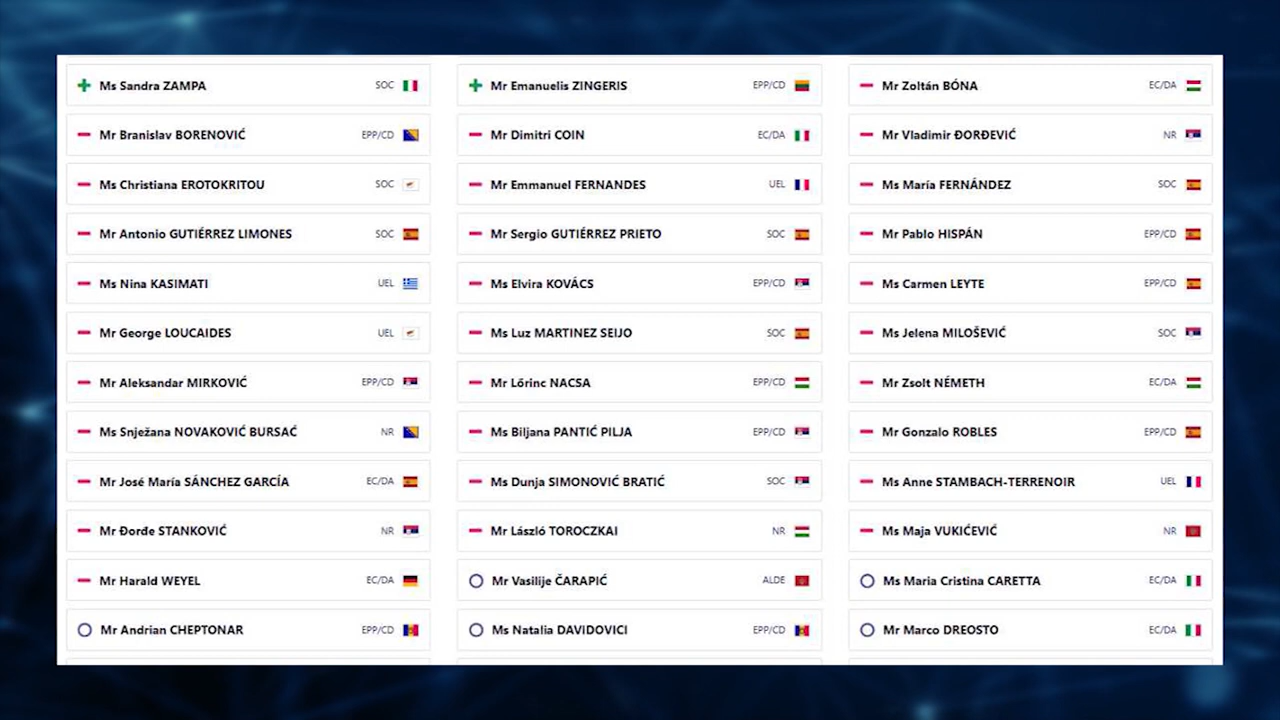 Ms Sandra ZAMPA SOC
Mr Emanuelis ZINGERIS EPP/CD
Mr Zoltán BÓNA EC/DA
Mr Branislav BORENOVIĆ EPP/CD
Mr Dimitri COIN EC/DA
Mr Vladimir ĐORĐEVIĆ NR
Ms Christiana EROTOKRITOU SOC
Mr Emmanuel FERNANDES UEL
Ms María FERNÁNDEZ SOC
Mr Antonio GUTIÉRREZ LIMONES SOC
Mr Sergio GUTIÉRREZ PRIETO SOC
Mr Pablo HISPÁN EPP/CD
Ms Nina KASIMATI UEL
Ms Elvira KOVÁCS EPP/CD
Ms Carmen LEYTE EPP/CD
Mr George LOUCAIDES UEL
Ms Luz MARTINEZ SEIJO SOC
Ms Jelena MILOŠEVIĆ SOC
Mr Aleksandar MIRKOVIĆ EPP/CD
Mr Lőrinc NACSA EPP/CD
Mr Zsolt NÉMETH EC/DA
Ms Snježana NOVAKOVIĆ BURSAĆ NR
Ms Biljana PANTIĆ PILJA EPP/CD
Mr Gonzalo ROBLES EPP/CD
Mr José María SÁNCHEZ GARCÍA EC/DA
Ms Dunja SIMONOVIĆ BRATIĆ SOC
Ms Anne STAMBACH-TERRENOIR UEL
Mr Đorđe STANKOVIĆ NR
Mr László TOROCZKAI NR
Ms Maja VUKIĆEVIĆ NR
Mr Harald WEYEL EC/DA
Mr Vasilije ČARAPIĆ ALDE
Ms Maria Cristina CARETTA EC/DA
Mr Andrian CHEPTONAR EPP/CD
Ms Natalia DAVIDOVICI EPP/CD
Mr Marco DREOSTO EC/DA